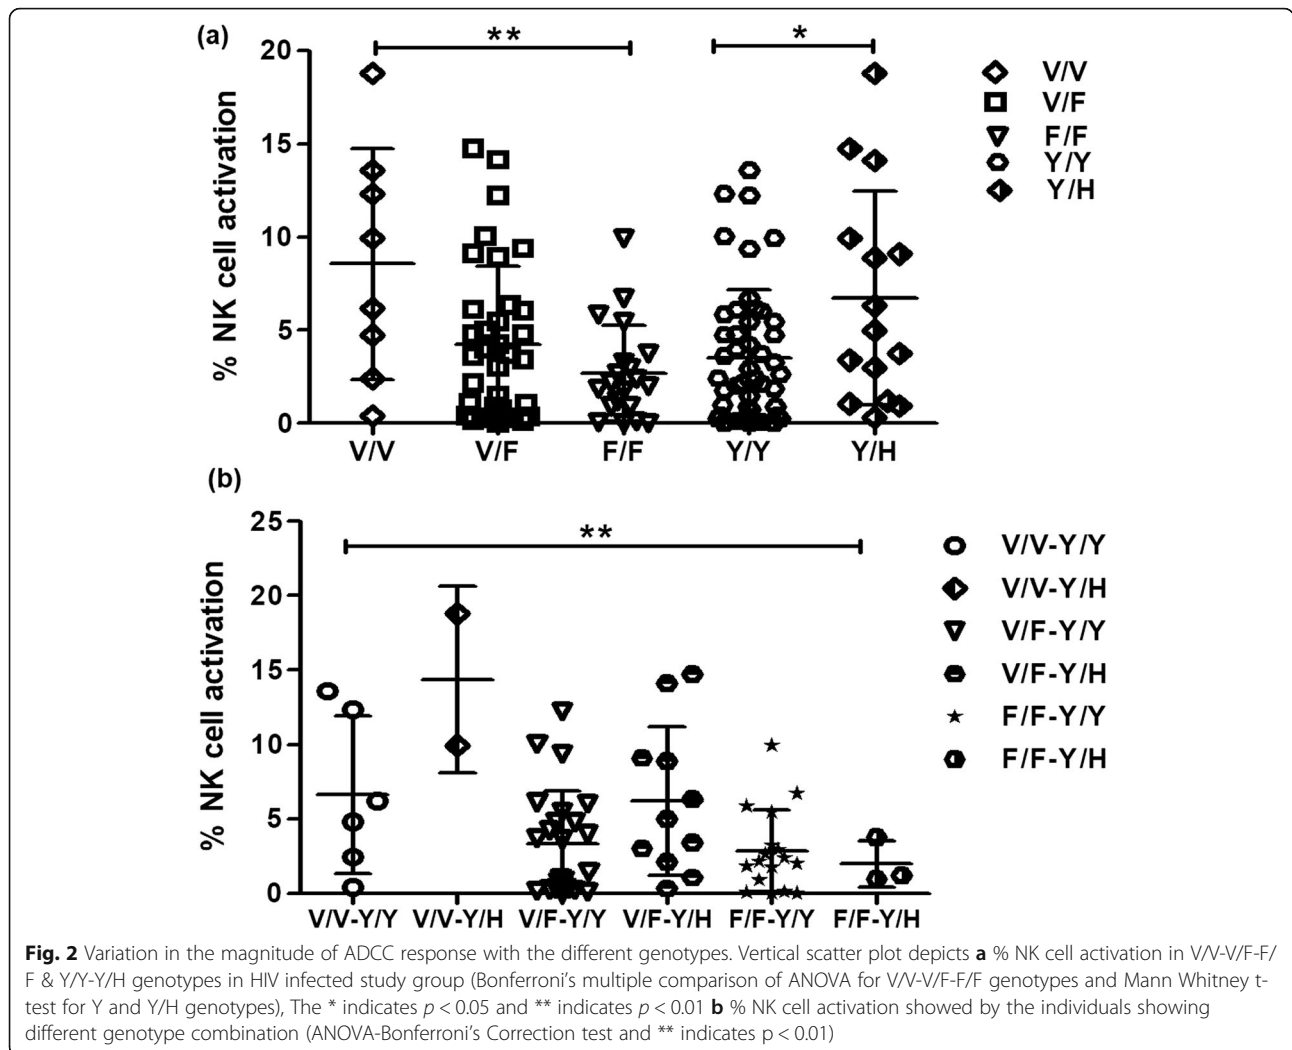 (a)
**
*
20
15
10
5
0
% NK cell activation
V/V
V/F
F/F
Y/Y
Y/H
V/V
V/F
F/F
Y/Y
Y/H
(b)
**
25
20
15
10
5
0
% NK cell activation
V/V-Y/Y
V/V-Y/H
V/F-Y/Y
V/F-Y/H
F/F-Y/Y
F/F-Y/H
V/V-Y/Y
V/V-Y/H
V/F-Y/Y
V/F-Y/H
F/F-Y/Y
F/F-Y/H
Fig. 2 Variation in the magnitude of ADCC response with the different genotypes. Vertical scatter plot depicts a % NK cell activation in V/V-V/F-F/
F & Y/Y-Y/H genotypes in HIV infected study group (Bonferroni's multiple comparison of ANOVA for V/V-V/F-F/F genotypes and Mann Whitney t-
test for Y and Y/H genotypes), The * indicates p < 0.05 and ** indicates p < 0.01 b % NK cell activation showed by the individuals showing
different genotype combination (ANOVA-Bonferroni's Correction test and ** indicates p < 0.01)